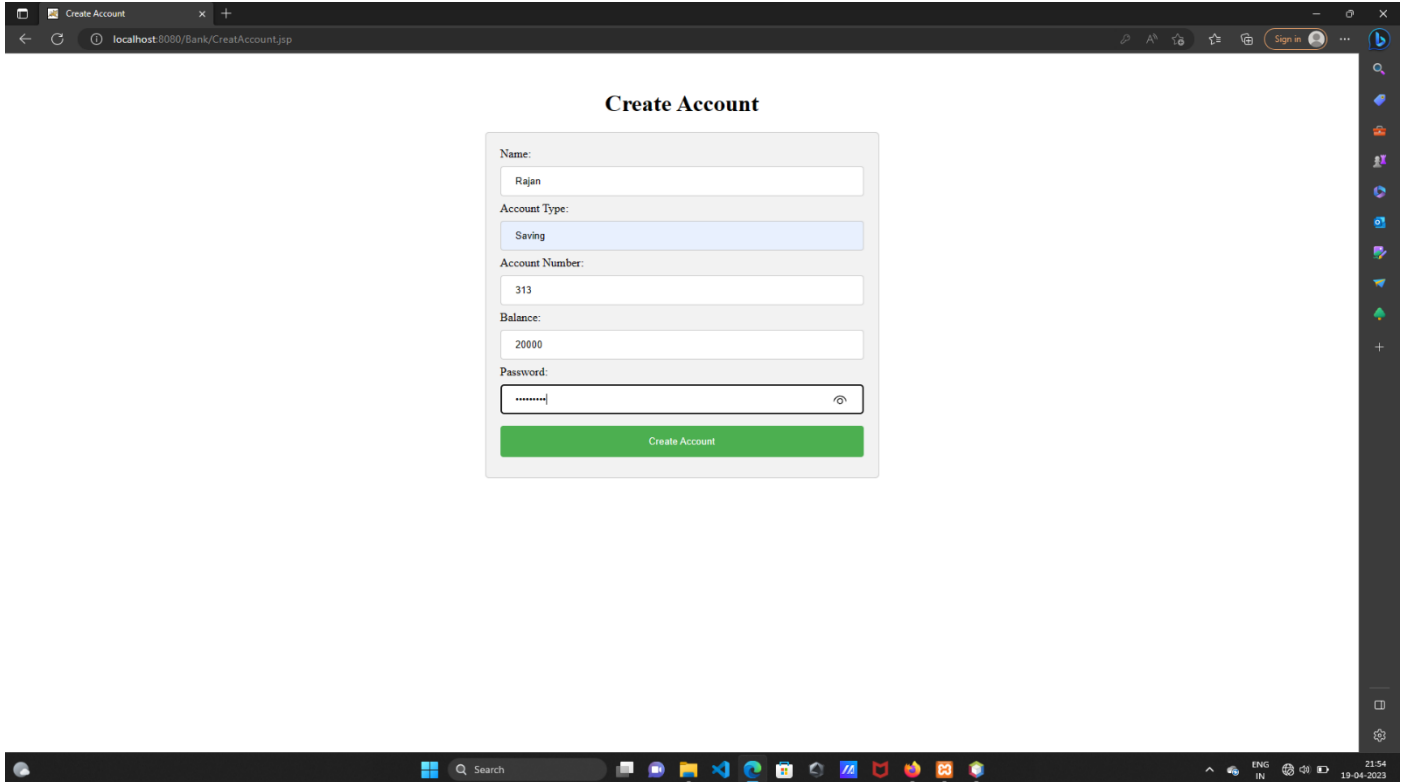 Create Account
localhost:8080/Bank/CreatAccount.jsp
Sign in
Create Account
Name:
Rajan
Account Type:
Saving
Account Number:
313
Balance:
20000
Password:
•••••••••
Create Account
Search
ENG
IN
21:54
19-04-2023